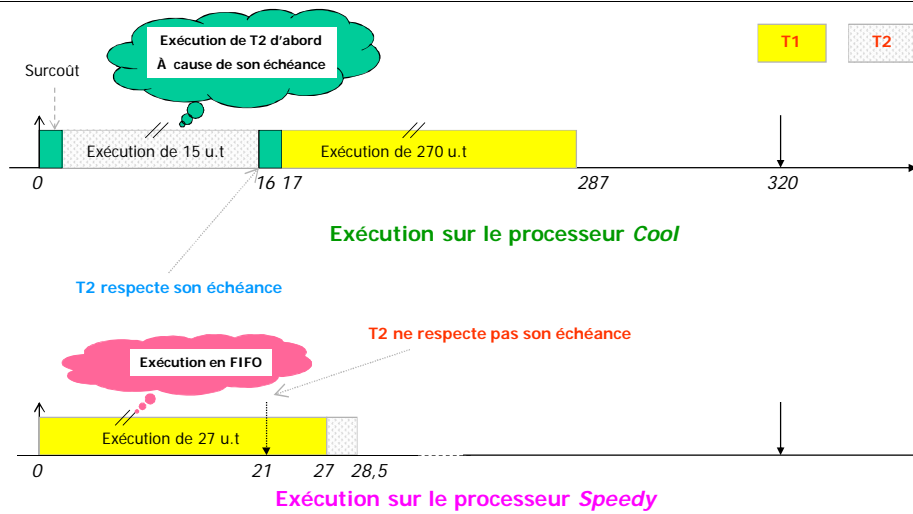 Exécution de T2 d'abord
À cause de son échéance
T1
T2
Surcoût
Exécution de 15 u.t
Exécution de 270 u.t
0
16 17
287
320
Exécution sur le processeur Cool
T2 respecte son échéance
T2 ne respecte pas son échéance
Exécution en FIFO
Exécution de 27 u.t
0
21
27
28,5
Exécution sur le processeur Speedy